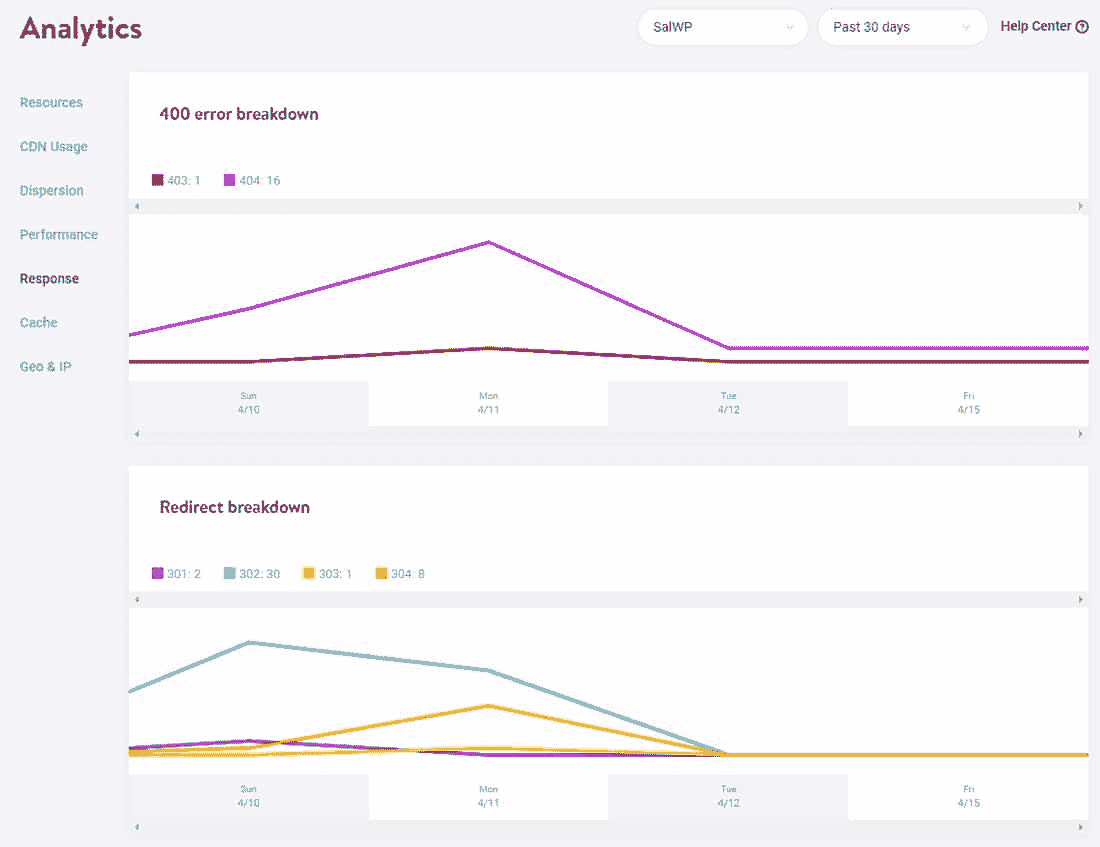 Analytics
SalWP
Past 30 days
Help Center ?
Resources
CDN Usage
Dispersion
Performance
Response
Cache
Geo & IP
400 error breakdown
403: 1 404: 16
Sun Mon Tue Fri
4/10 4/11 4/12 4/15
Redirect breakdown
301: 2 302: 30 303: 1 304: 8
Sun Mon Tue Fri
4/10 4/11 4/12 4/15